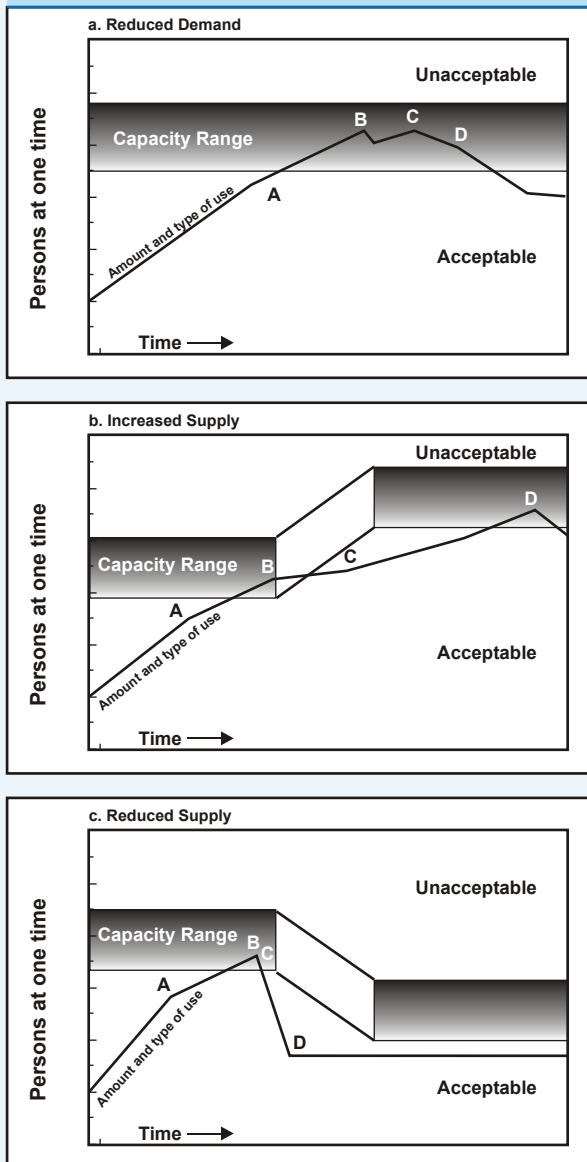 a. Reduced Demand
Persons at one time
Unacceptable
Capacity Range
B
C
D
A
Amount and type of use
Acceptable
Time
b. Increased Supply
Persons at one time
Unacceptable
D
Capacity Range
B
C
A
Amount and type of use
Acceptable
Time
c. Reduced Supply
Persons at one time
Unacceptable
Capacity Range
B
C
A
Amount and type of use
D
Acceptable
Time